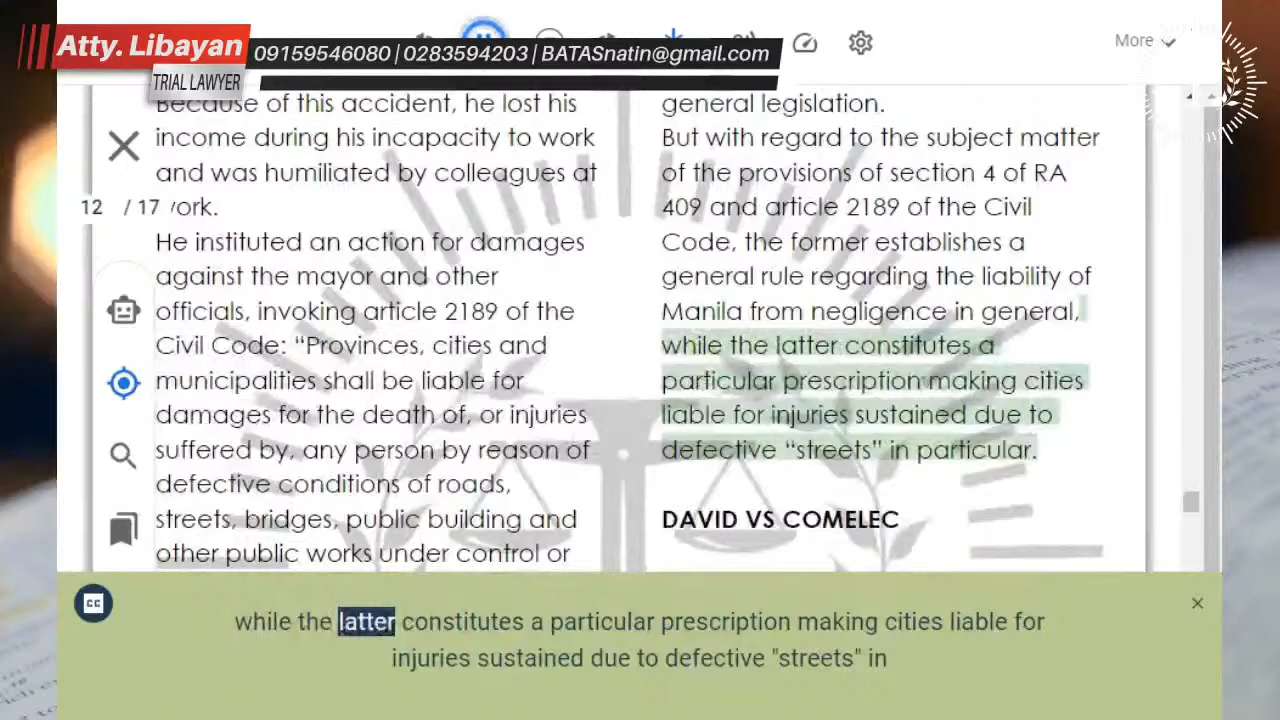 Atty. Libayan
TRIAL LAWYER
09159546080 | 0283594203 | BATASnatin@gmail.com
More
12 / 17
Because of this accident, he lost his
income during his incapacity to work
and was humiliated by colleagues at
work.
He instituted an action for damages
against the mayor and other
officials, invoking article 2189 of the
Civil Code: “Provinces, cities and
municipalities shall be liable for
damages for the death of, or injuries
suffered by, any person by reason of
defective conditions of roads,
streets, bridges, public building and
other public works under control or
general legislation.
But with regard to the subject matter
of the provisions of section 4 of RA
409 and article 2189 of the Civil
Code, the former establishes a
general rule regarding the liability of
Manila from negligence in general,
while the latter constitutes a
particular prescription making cities
liable for injuries sustained due to
defective “streets” in particular.
DAVID VS COMELEC
CC
while the latter constitutes a particular prescription making cities liable for
injuries sustained due to defective "streets" in